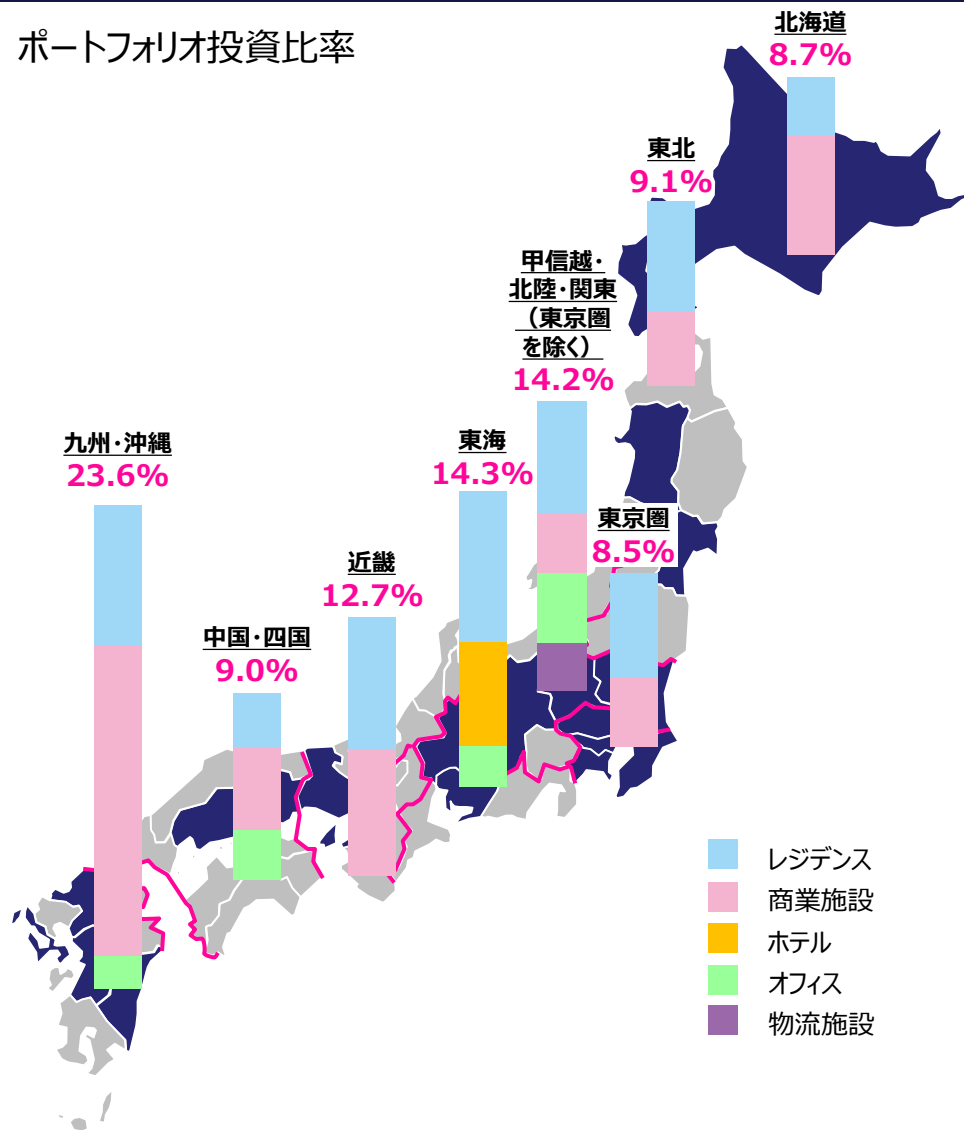 ポートフォリオ投資比率
北海道
8.7%
東北
9.1%
甲信越・
北陸・関東
（東京圏
を除く）
14.2%
九州・沖縄
23.6%
東海
14.3%
東京圏
8.5%
近畿
12.7%
中国・四国
9.0%
レジデンス
商業施設
ホテル
オフィス
物流施設